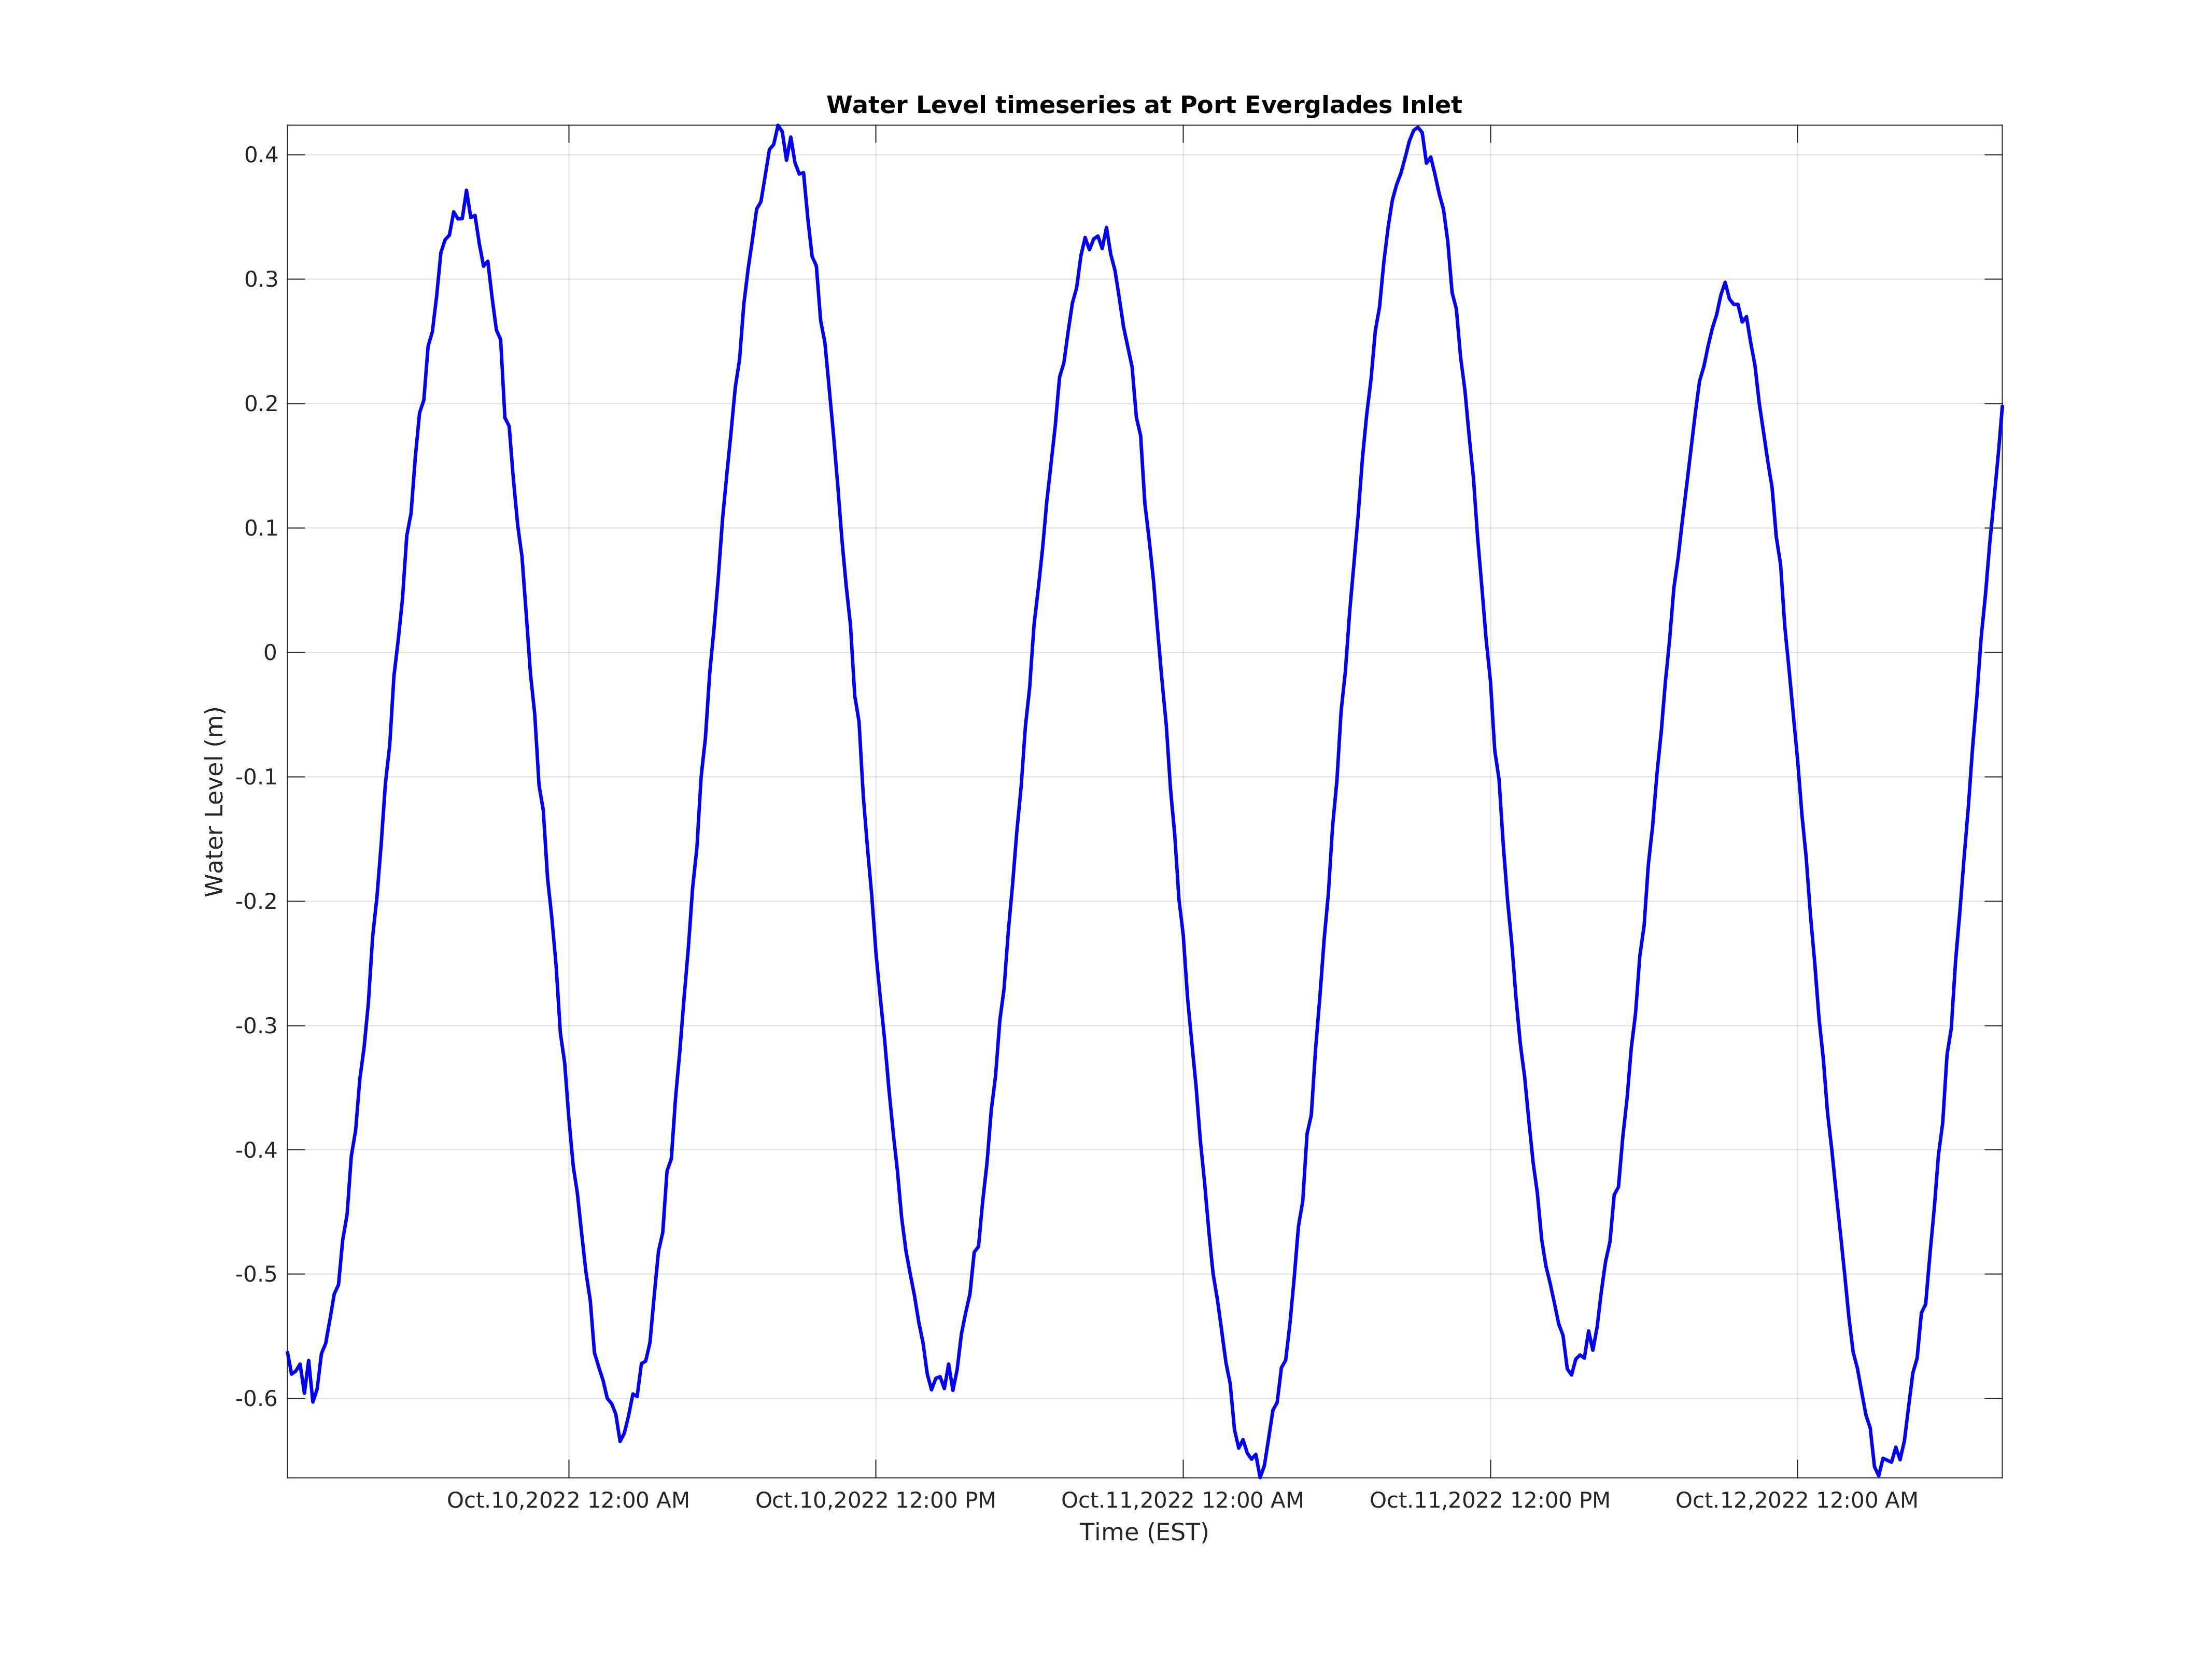 Water Level timeseries at Port Everglades Inlet
0.4
0.3
0.2
0.1
0
-0.1
-0.2
-0.3
-0.4
-0.5
-0.6
Water Level (m)
Oct.10,2022 12:00 AM
Oct.10,2022 12:00 PM
Oct.11,2022 12:00 AM
Oct.11,2022 12:00 PM
Oct.12,2022 12:00 AM
Time (EST)